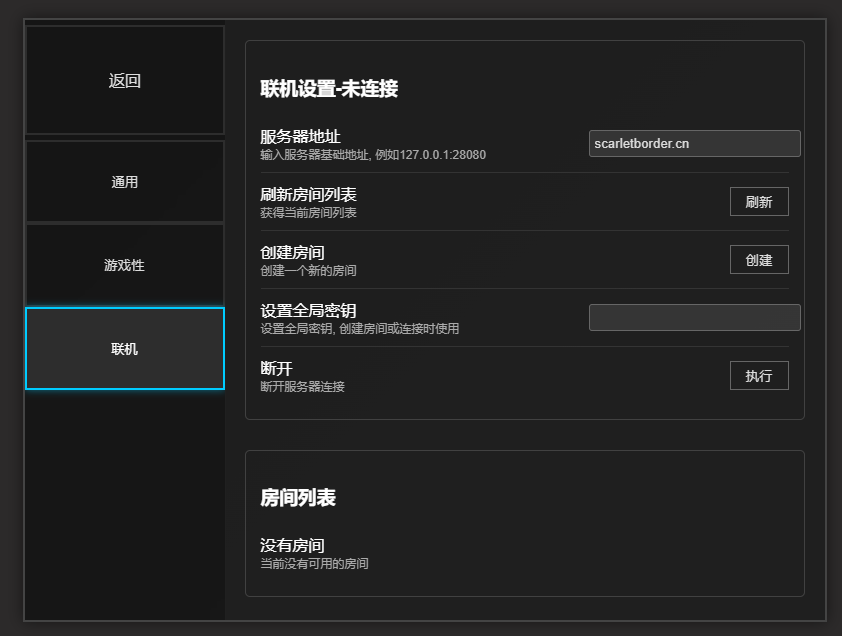 返回
通用
游戏性
联机
联机设置-未连接
服务器地址
输入服务器基础地址, 例如127.0.0.1:28080
scarletborder.cn
刷新房间列表
获得当前房间列表
刷新
创建房间
创建一个新的房间
创建
设置全局密钥
设置全局密钥, 创建房间或连接时使用
断开
断开服务器连接
执行
房间列表
没有房间
当前没有可用的房间